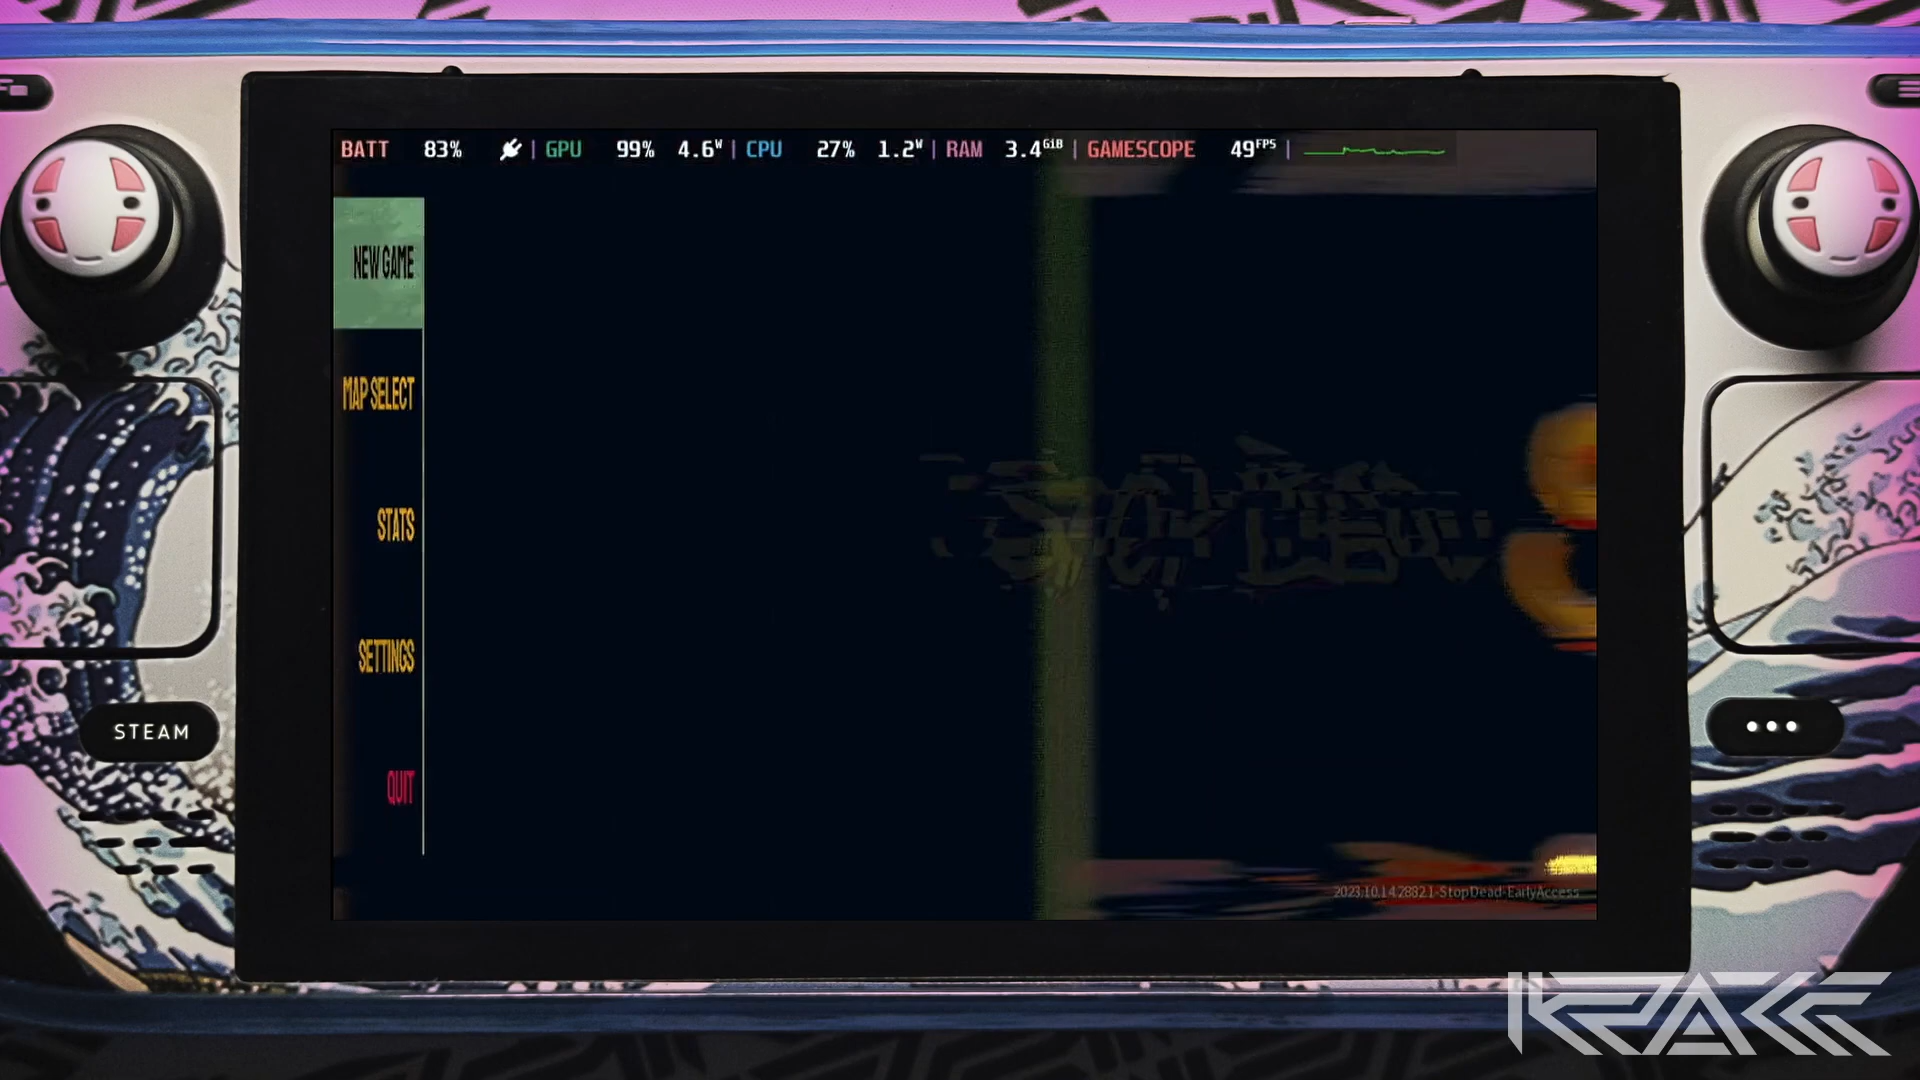 BATT 83% | GPU 99% 4.6W | CPU 27% 1.2W | RAM 3.4GiB | GAMESCOPE 49FPS |
NEW GAME
MAP SELECT
STATS
SETTINGS
QUIT
STEAM
2023.10.14.28821-StopDead-EarlyAccess